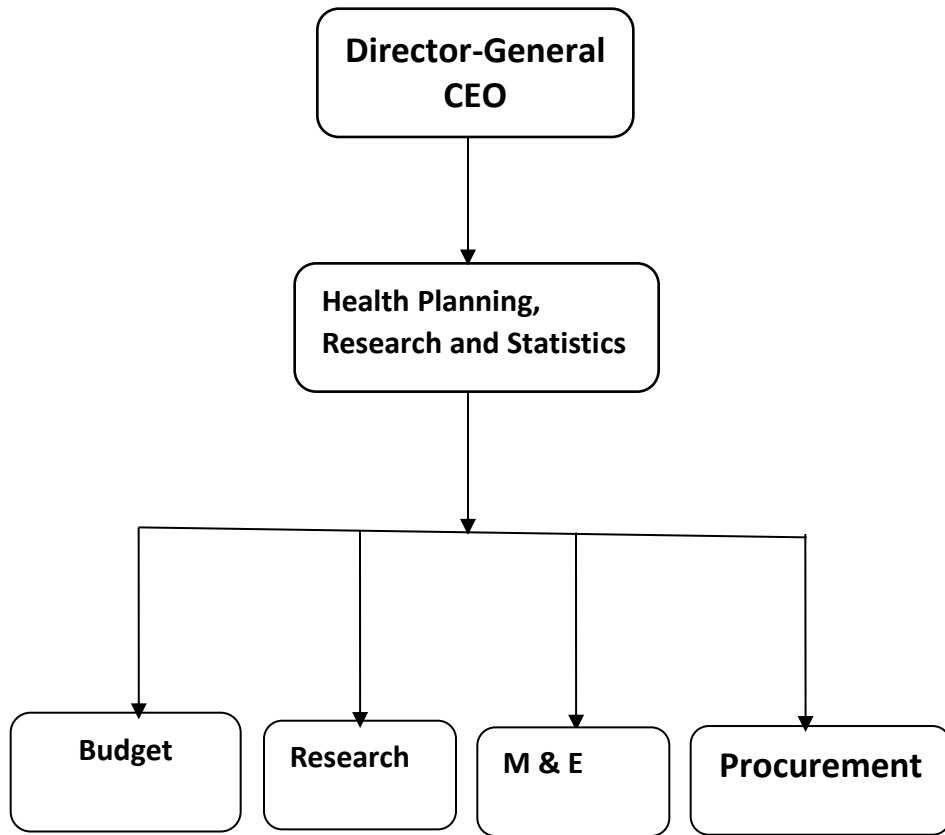 Director-General
CEO
Health Planning,
Research and Statistics
Budget
Research
M & E
Procurement